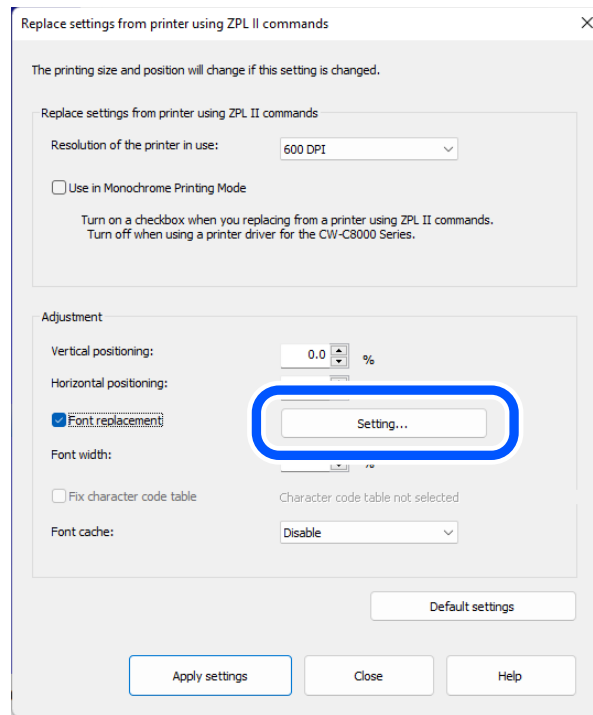 Replace settings from printer using ZPL II commands
The printing size and position will change if this setting is changed.
Replace settings from printer using ZPL II commands
Resolution of the printer in use: 600 DPI
Use in Monochrome Printing Mode
Turn on a checkbox when you replacing from a printer using ZPL II commands.
Turn off when using a printer driver for the CW-C8000 Series.
Adjustment
Vertical positioning: 0.0 %
Horizontal positioning:
Font replacement Setting...
Font width:
Fix character code table Character code table not selected
Font cache: Disable
Default settings
Apply settings Close Help